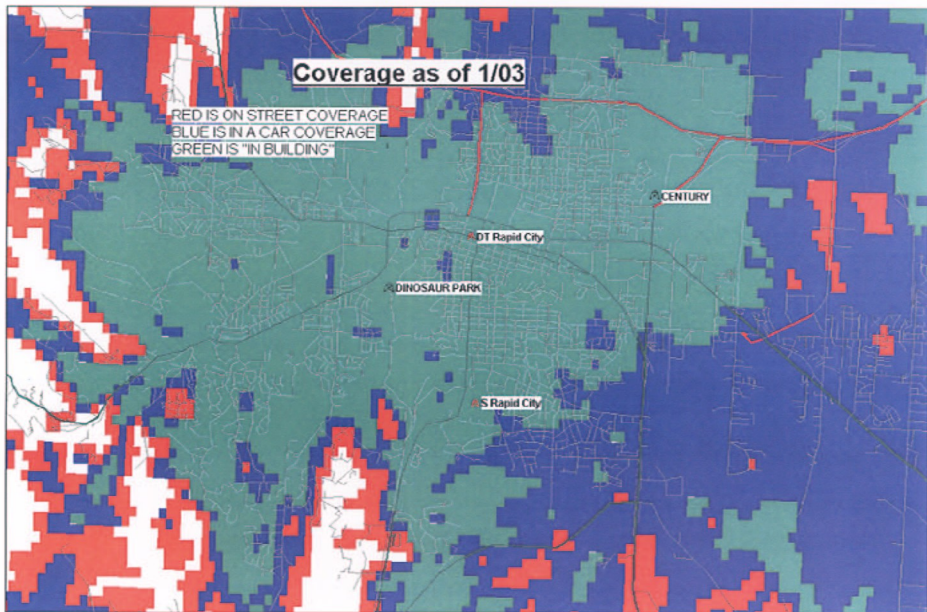 Coverage as of 1/03
RED IS ON STREET COVERAGE
BLUE IS IN A CAR COVERAGE
GREEN IS "IN BUILDING"
CENTURY
DT Rapid City
DINOSAUR PARK
S Rapid City